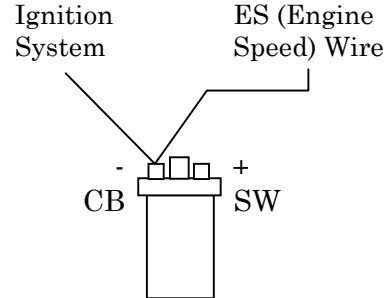 Ignition
System
ES (Engine
Speed) Wire
- +
CB SW